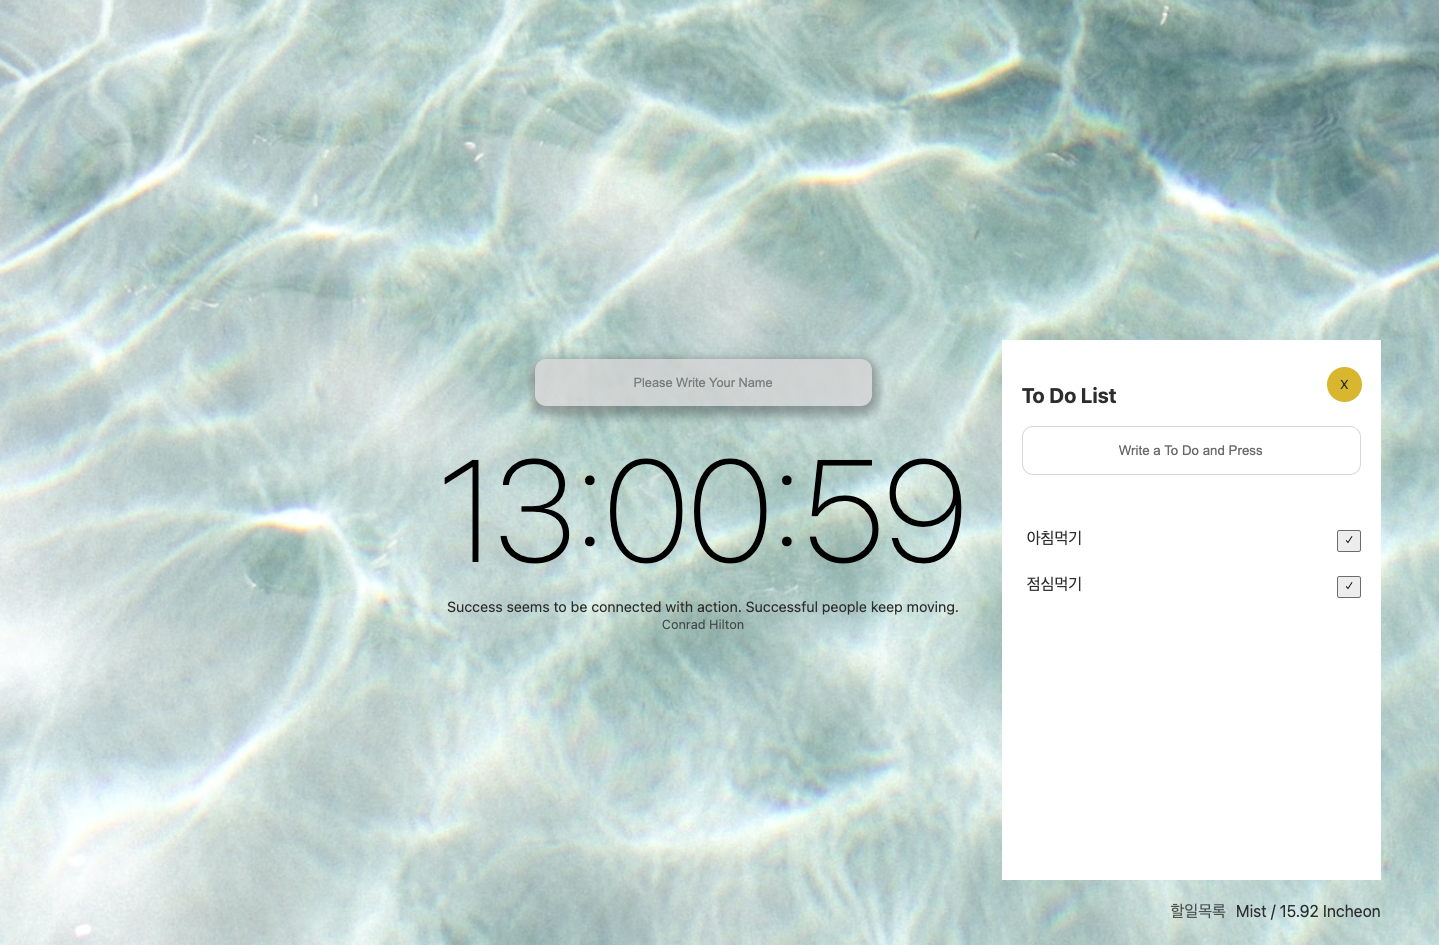 Please Write Your Name
13:00:59
Success seems to be connected with action. Successful people keep moving.
Conrad Hilton
To Do List
X
Write a To Do and Press
아침먹기 ✓
점심먹기 ✓
할일목록 Mist / 15.92 Incheon